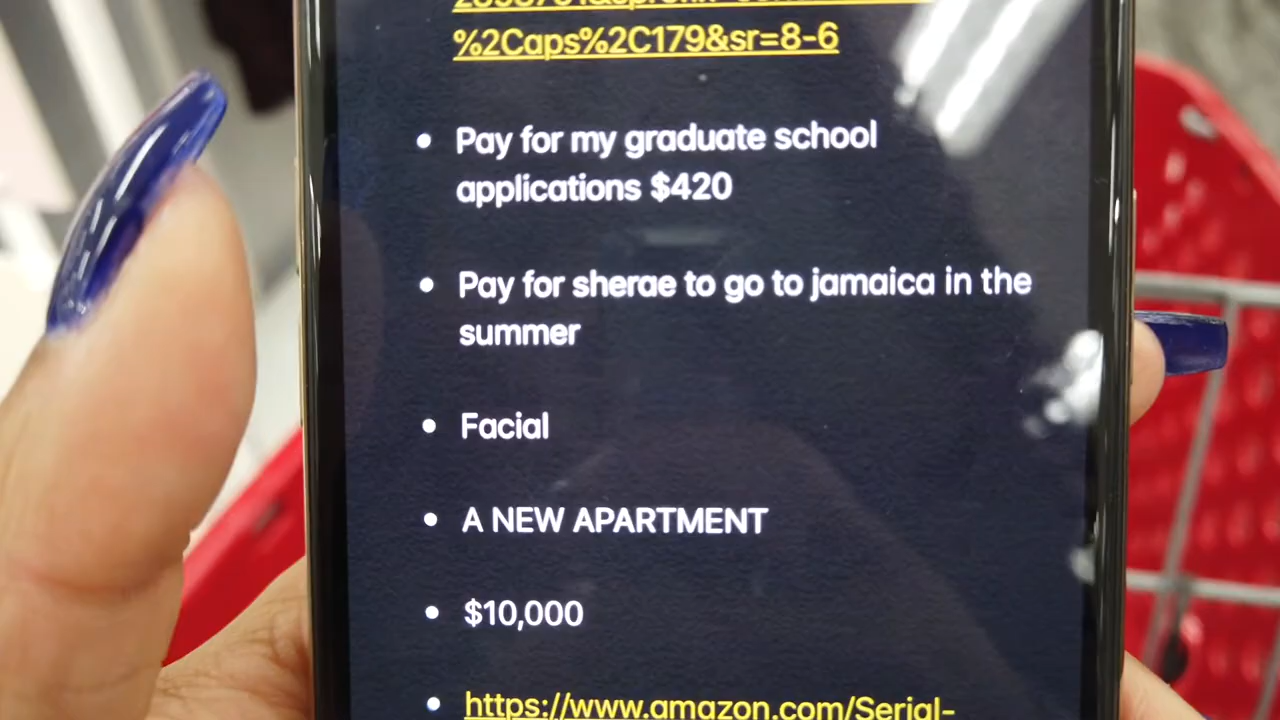 %2Caps%2C179&sr=8-6
• Pay for my graduate school
applications $420
• Pay for sherae to go to jamaica in the
summer
• Facial
• A NEW APARTMENT
• $10,000
• https://www.amazon.com/Serial-